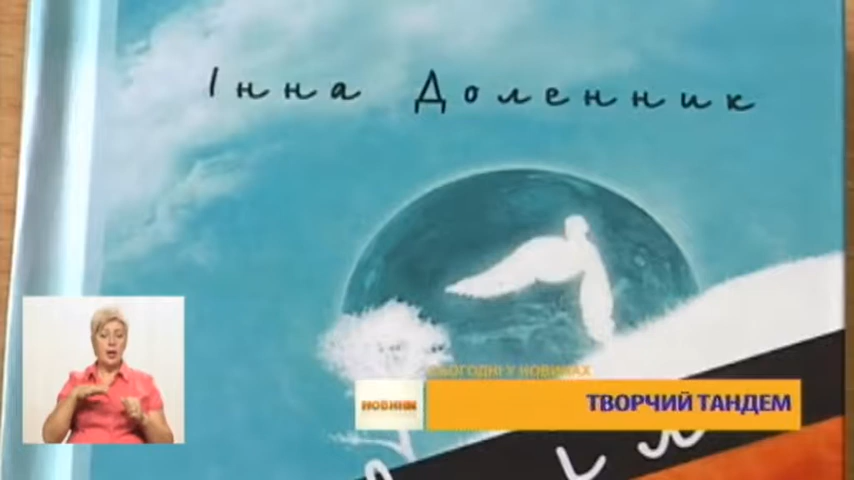 Інна Доленник
СЬОГОДНІ У НОВИНАХ
НОВИНИ
ТВОРЧИЙ ТАНДЕМ